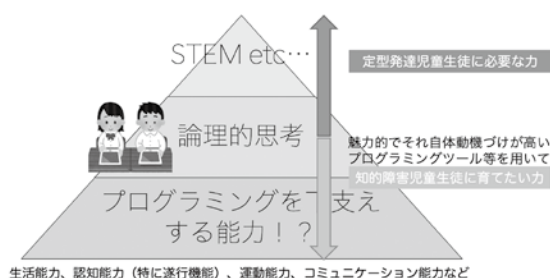 STEM etc…
定型発達児童生徒に必要な力
論理的思考
魅力的でそれ自体動機づけが高い
プログラミングツール等を用いて
知的障害児童生徒に育てたい力
プログラミングを下支え
する能力！？
生活能力、認知能力（特に遂行機能）、運動能力、コミュニケーション能力など